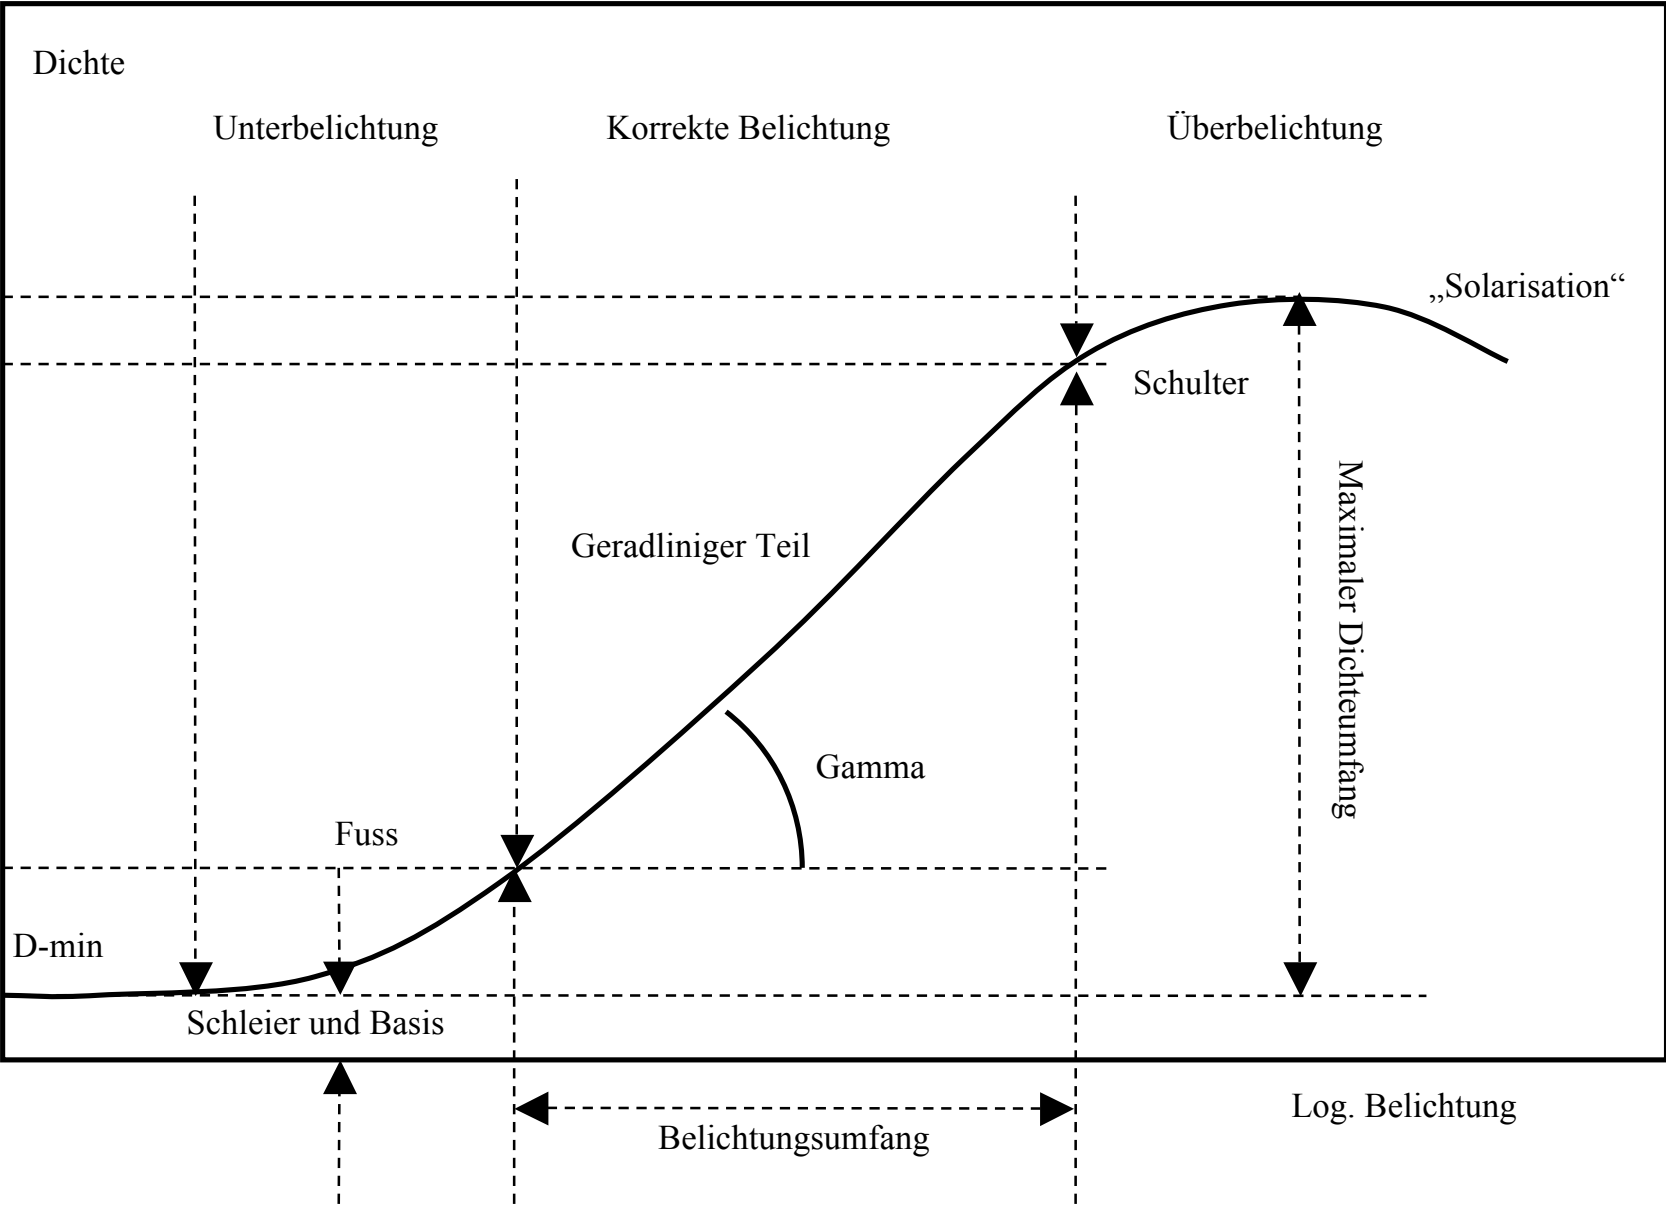 Dichte
Unterbelichtung
Korrekte Belichtung
Überbelichtung
„Solarisation“
Schulter
Geradliniger Teil
Maximaler Dichteumfang
Gamma
Fuss
D-min
Schleier und Basis
Log. Belichtung
Belichtungsumfang